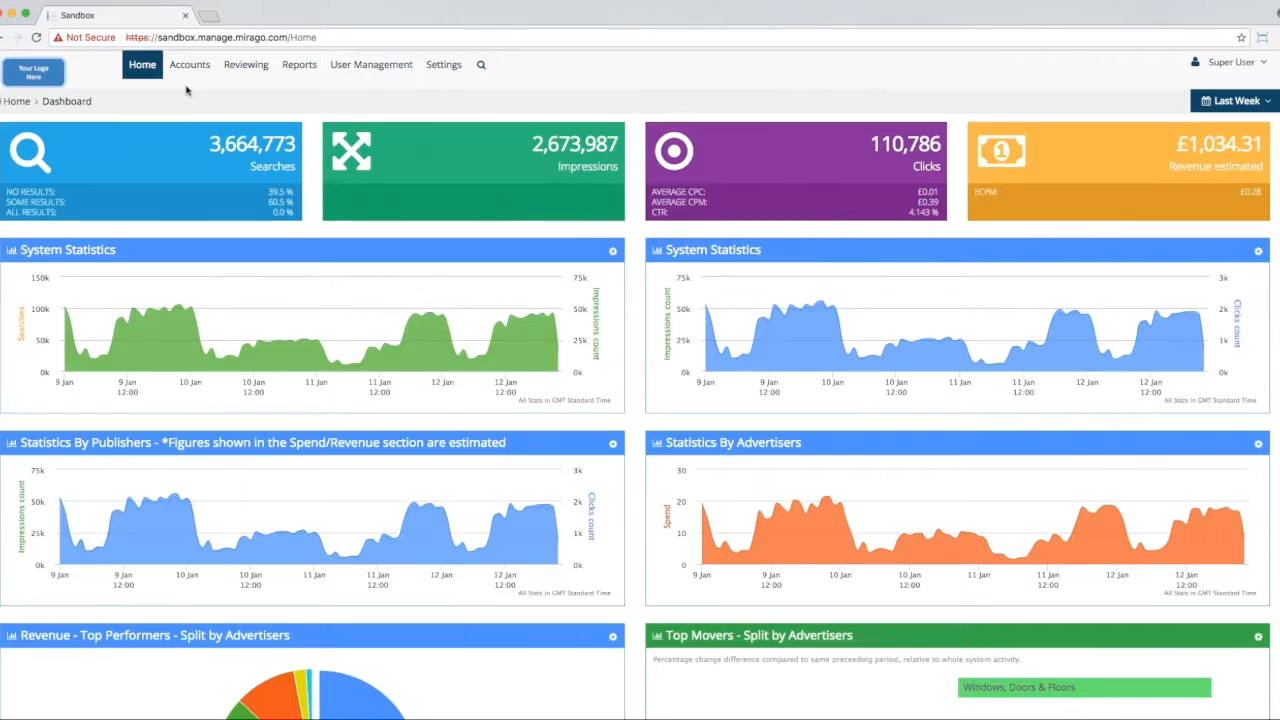 Sandbox
Not Secure https://sandbox.manage.mirago.com/Home
Your Logo
Here
Home Accounts Reviewing Reports User Management Settings
Super User
Home > Dashboard
Last Week
3,664,773
Searches
NO RESULTS: 39.5 %
SOME RESULTS: 60.5 %
ALL RESULTS: 0.0 %
2,673,987
Impressions
110,786
Clicks
AVERAGE CPC: £0.01
AVERAGE CPM: £0.39
CTR: 4.143 %
1
£1,034.31
Revenue estimated
ECPM: £0.28
System Statistics
150k 75k
100k 50k
50k 25k
0k 0k
Searches
Impressions count
9 Jan 9 Jan 10 Jan 10 Jan 11 Jan 11 Jan 12 Jan 12 Jan
12:00 12:00 12:00 12:00
All Stats in GMT Standard Time
System Statistics
75k 3k
50k 2k
25k 1k
0k 0k
Impressions count
Clicks count
9 Jan 9 Jan 10 Jan 10 Jan 11 Jan 11 Jan 12 Jan 12 Jan
12:00 12:00 12:00 12:00
All Stats in GMT Standard Time
Statistics By Publishers - *Figures shown in the Spend/Revenue section are estimated
75k 3k
50k 2k
25k 1k
0k 0k
Impressions count
Clicks count
9 Jan 9 Jan 10 Jan 10 Jan 11 Jan 11 Jan 12 Jan 12 Jan
12:00 12:00 12:00 12:00
All Stats in GMT Standard Time
Statistics By Advertisers
30
20
10
0
Spend
9 Jan 9 Jan 10 Jan 10 Jan 11 Jan 11 Jan 12 Jan 12 Jan
12:00 12:00 12:00 12:00
All Stats in GMT Standard Time
Revenue - Top Performers - Split by Advertisers
Top Movers - Split by Advertisers
Percentage change difference compared to same preceeding period, relative to whole system activity.
Windows, Doors & Floors